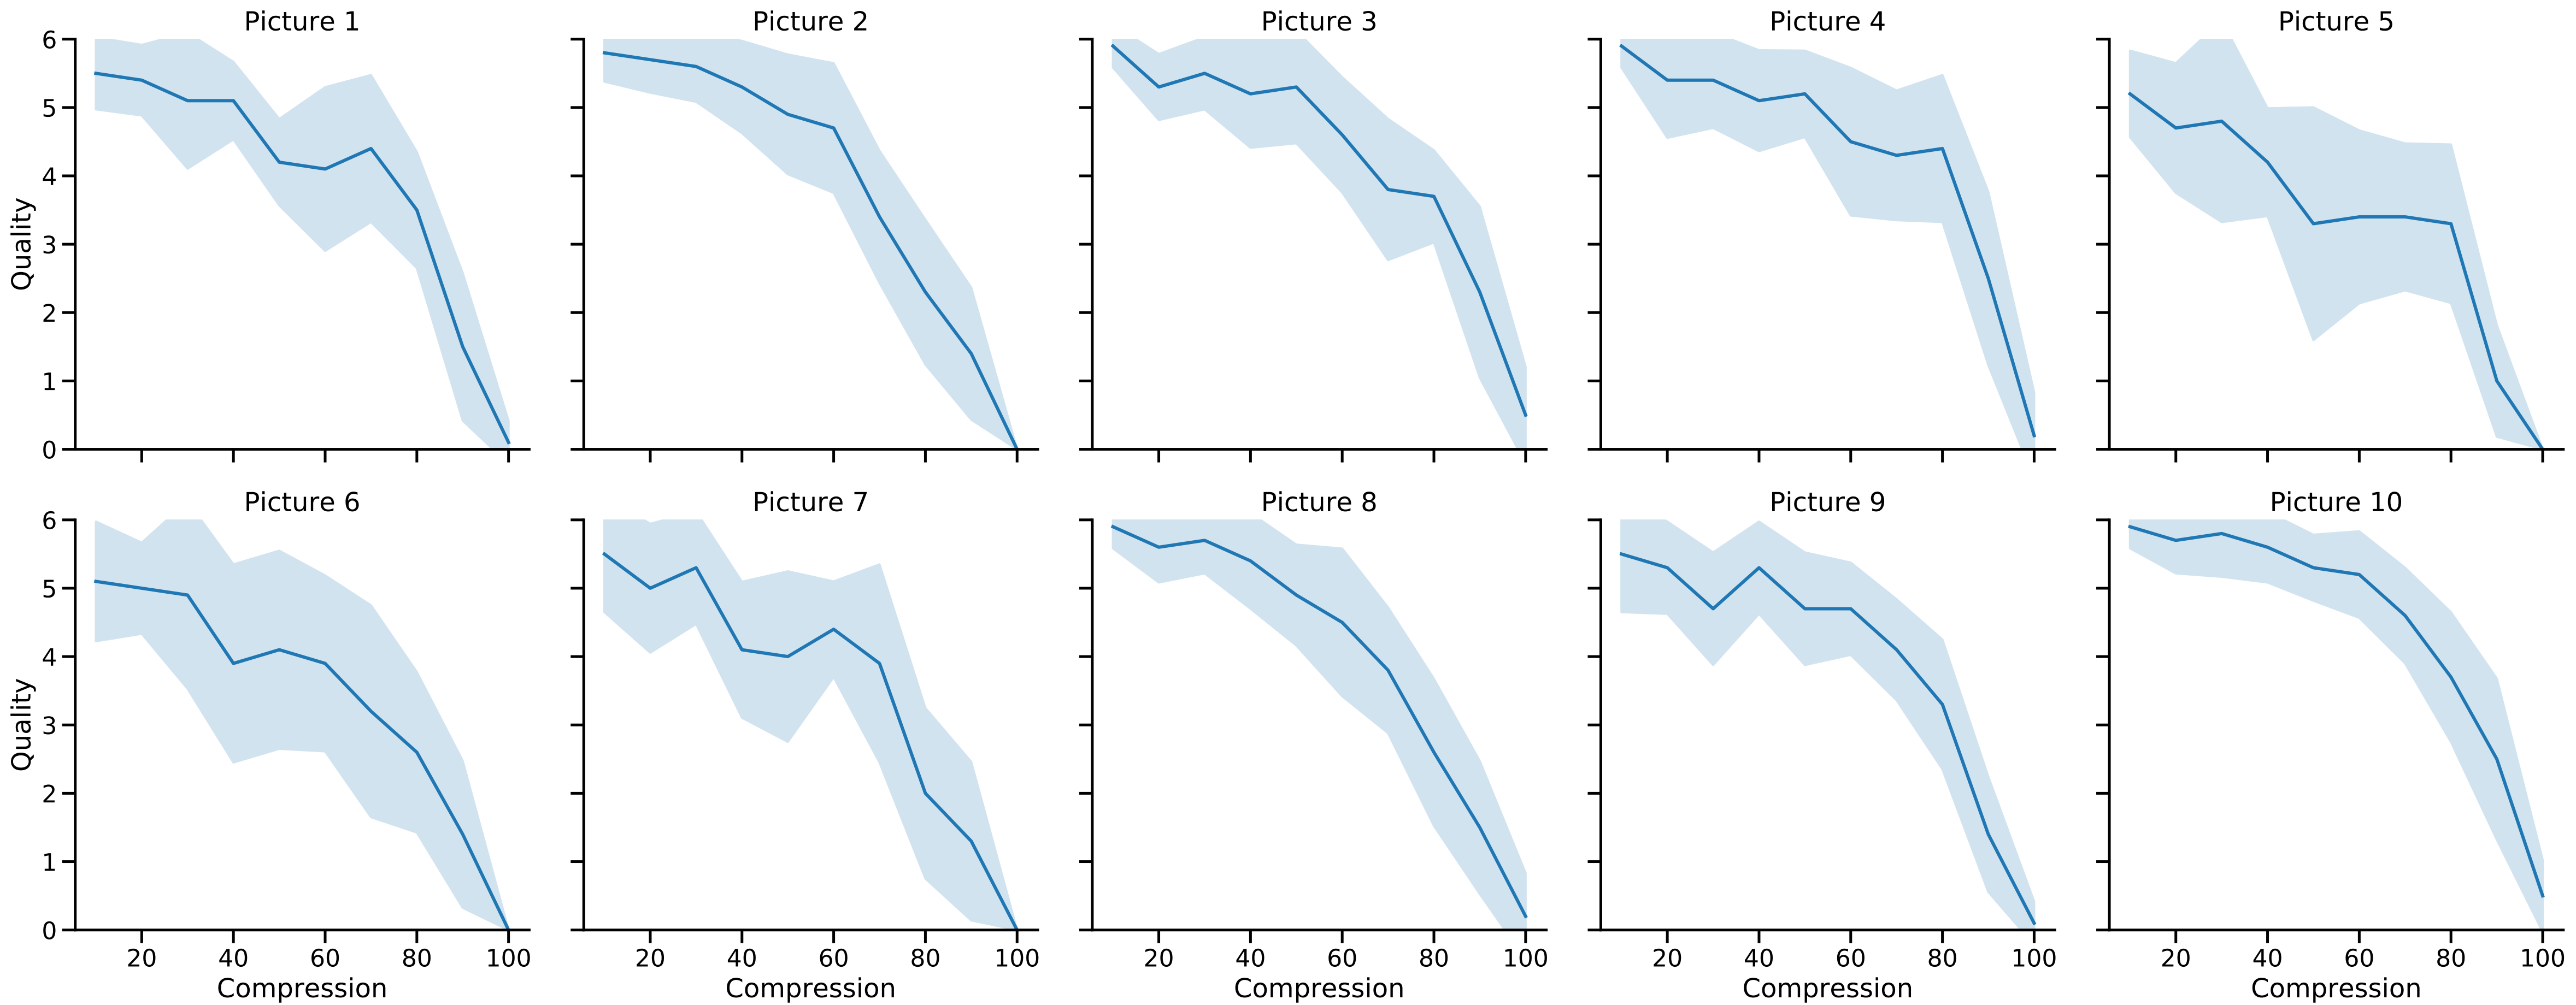 Picture 1
Picture 2
Picture 3
Picture 4
Picture 5
6
5
4
3
2
1
0
Quality
Picture 6
Picture 7
Picture 8
Picture 9
Picture 10
6
5
4
3
2
1
0
Quality
20 40 60 80 100
20 40 60 80 100
20 40 60 80 100
20 40 60 80 100
20 40 60 80 100
Compression
Compression
Compression
Compression
Compression